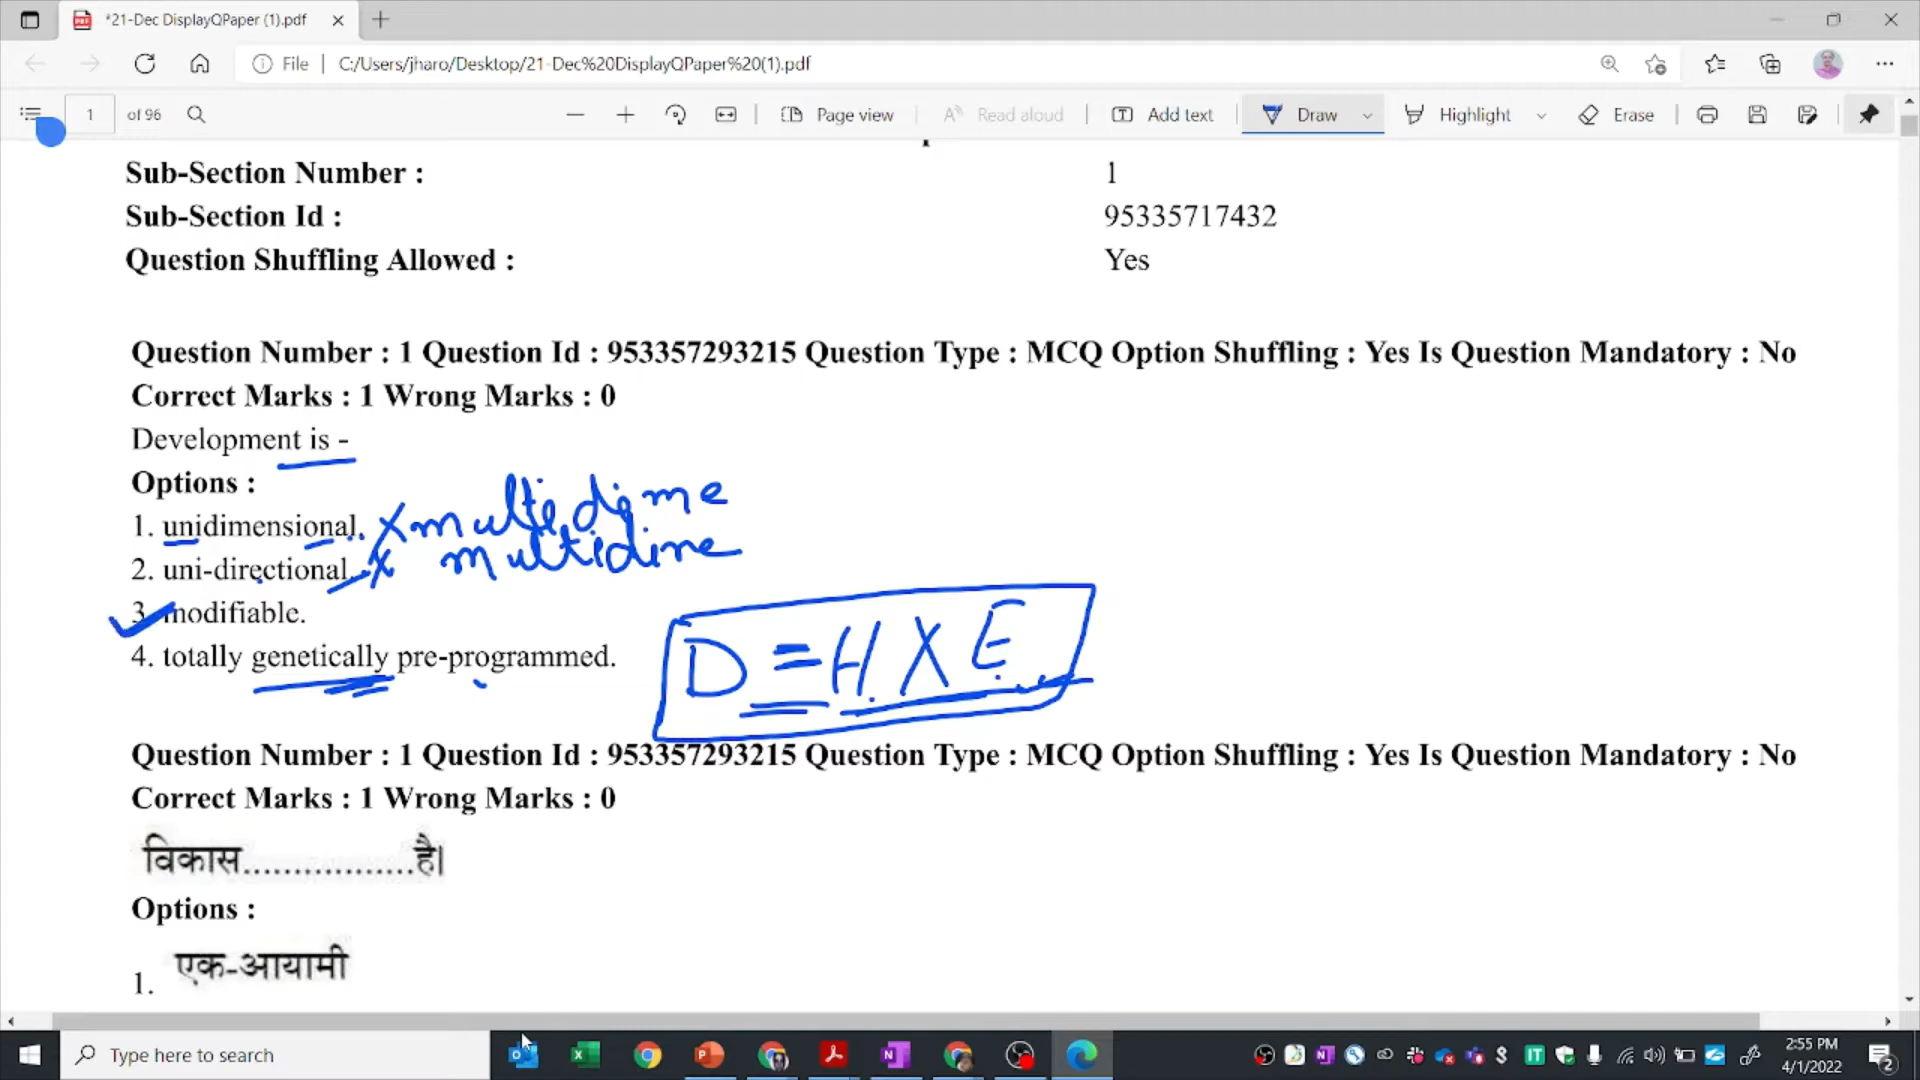 *21-Dec DisplayQPaper (1).pdf
File | C:/Users/jharo/Desktop/21-Dec%20DisplayQPaper%20(1).pdf
1 of 96 Page view Read aloud Add text Draw Highlight Erase
Sub-Section Number : 1
Sub-Section Id : 95335717432
Question Shuffling Allowed : Yes
Question Number : 1 Question Id : 953357293215 Question Type : MCQ Option Shuffling : Yes Is Question Mandatory : No
Correct Marks : 1 Wrong Marks : 0
Development is -
Options :
1. unidimensional. X multidime
2. uni-directional. X multidime
3. modifiable.
4. totally genetically pre-programmed.
D = H X E
Question Number : 1 Question Id : 953357293215 Question Type : MCQ Option Shuffling : Yes Is Question Mandatory : No
Correct Marks : 1 Wrong Marks : 0
विकास.................है।
Options :
1. एक-आयामी
Type here to search
2:55 PM
4/1/2022
2